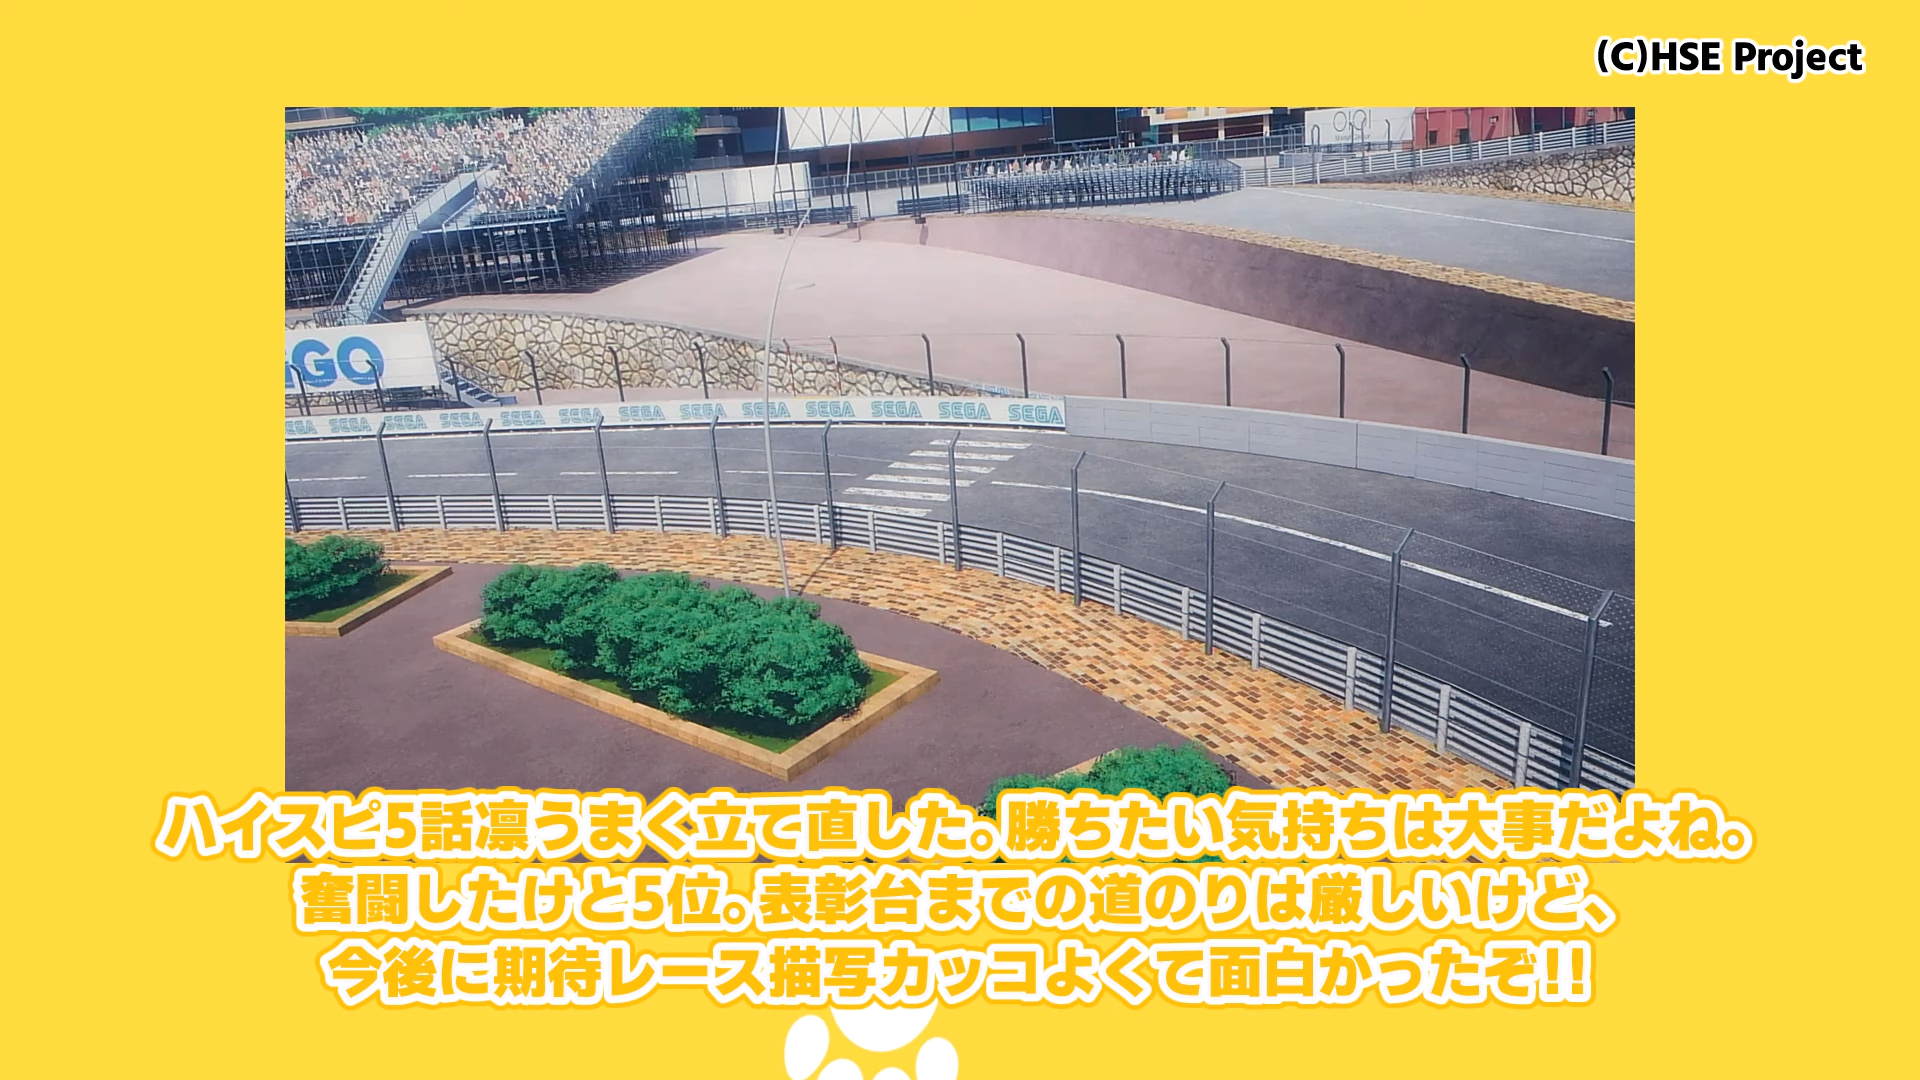 (C)HSE Project
OIOI
GO
SEGA SEGA SEGA SEGA SEGA SEGA SEGA SEGA SEGA SEGA SEGA SEGA
ハイスピ5話凛うまく立て直した。勝ちたい気持ちは大事だよね。
奮闘したけと5位。表彰台までの道のりは厳しいけど、
今後に期待レース描写カッコよくて面白かったぞ!!